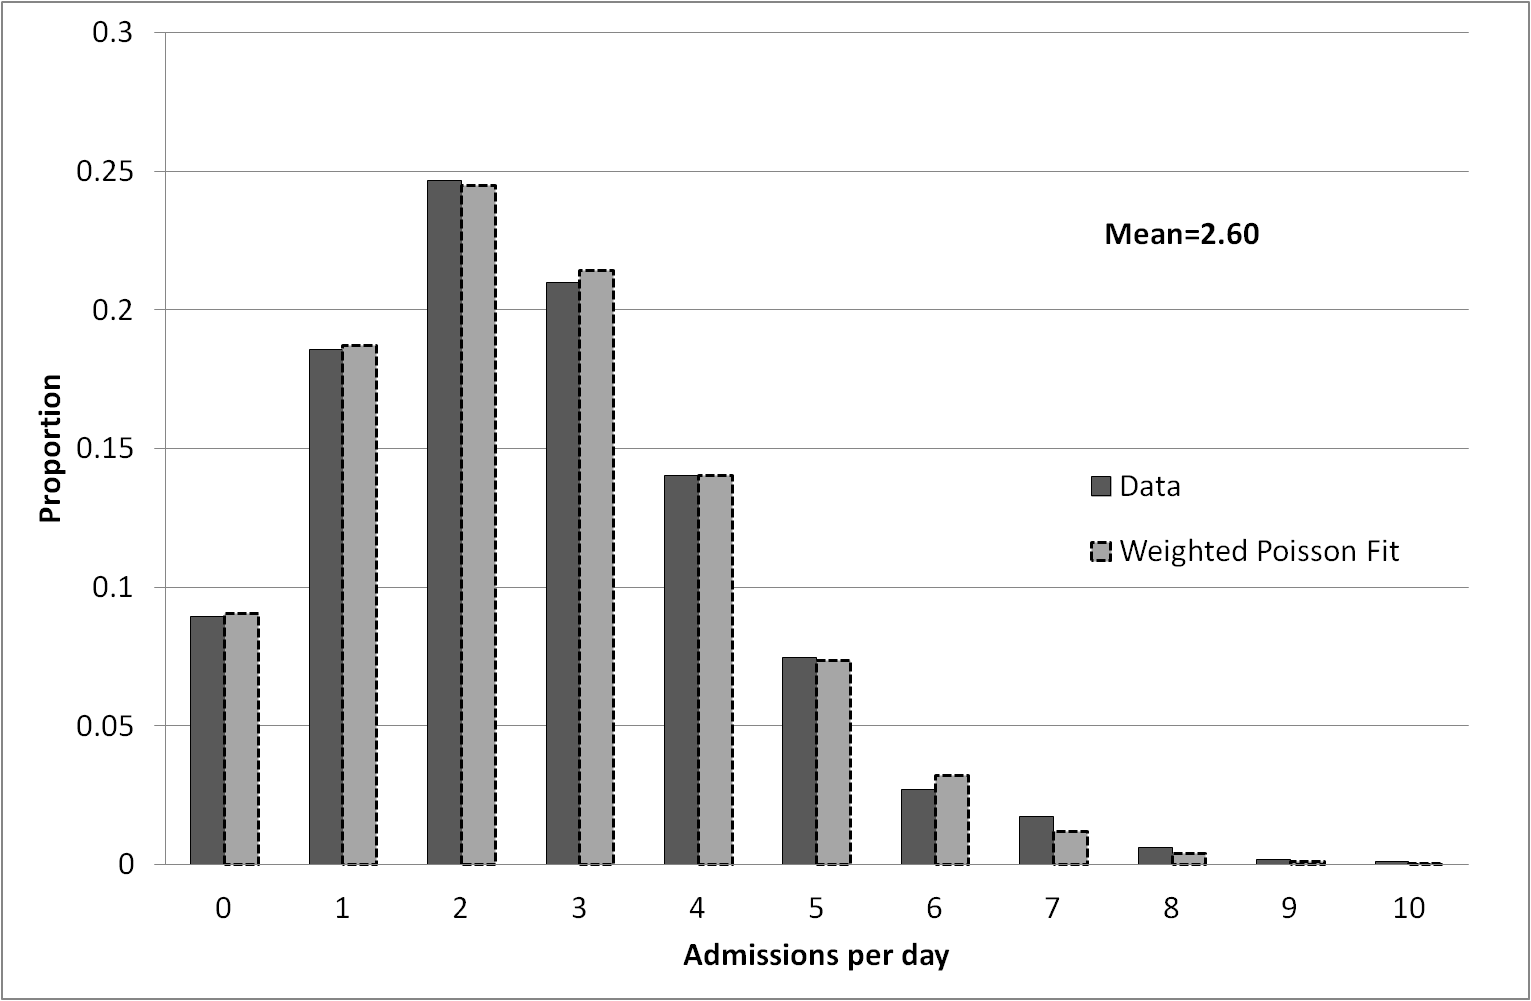 0.3
0.25
0.2
0.15
0.1
0.05
0
Proportion
Mean=2.60
Data
Weighted Poisson Fit
0 1 2 3 4 5 6 7 8 9 10
Admissions per day